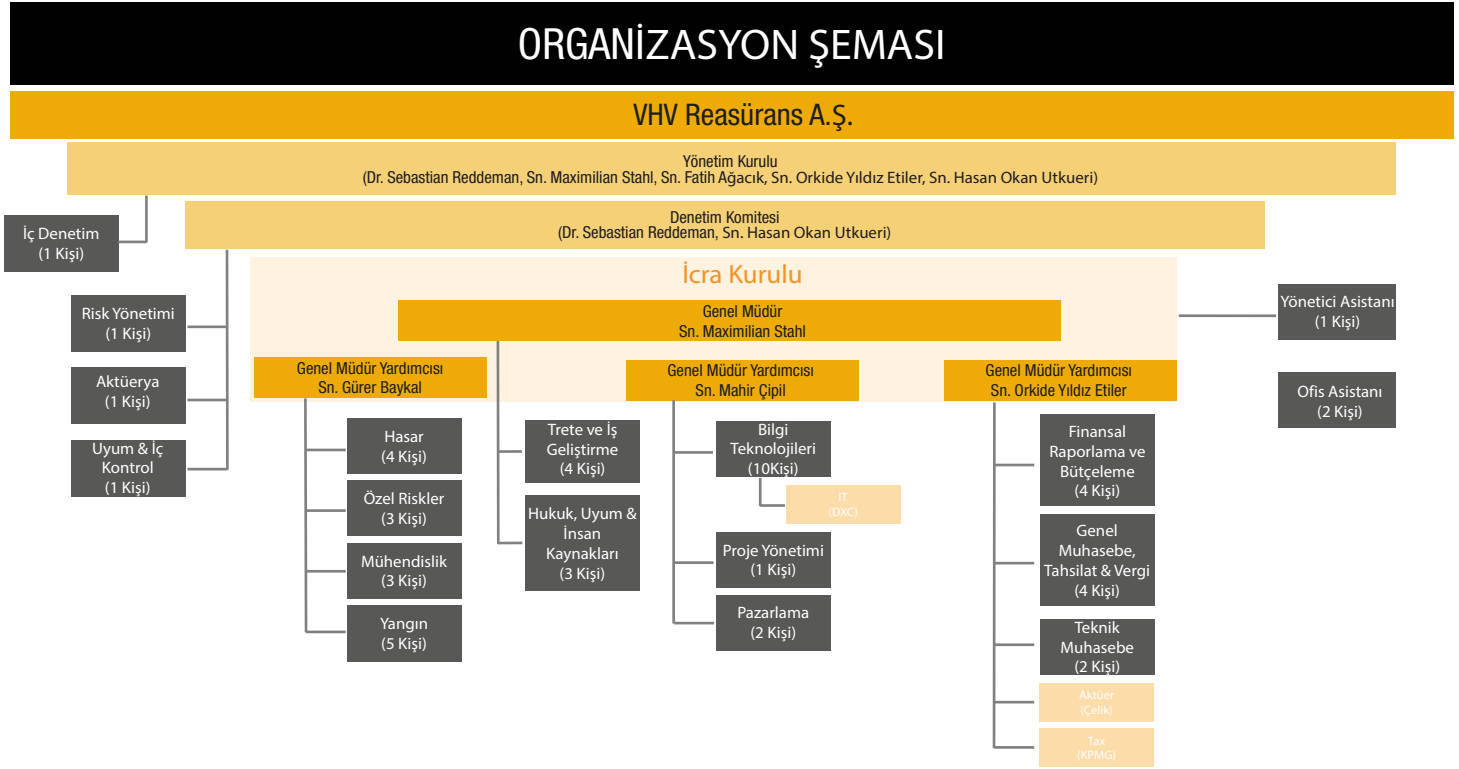 ORGANİZASYON ŞEMASI
VHV Reasürans A.Ş.
Yönetim Kurulu
(Dr. Sebastian Reddeman, Sn. Maximilian Stahl, Sn. Fatih Ağacık, Sn. Orkide Yıldız Etiler, Sn. Hasan Okan Utkueri)
İç Denetim
(1 Kişi)
Denetim Komitesi
(Dr. Sebastian Reddeman, Sn. Hasan Okan Utkueri)
Risk Yönetimi
(1 Kişi)
Aktüerya
(1 Kişi)
Uyum & İç
Kontrol
(1 Kişi)
İcra Kurulu
Genel Müdür
Sn. Maximilian Stahl
Yönetici Asistanı
(1 Kişi)
Ofis Asistanı
(2 Kişi)
Genel Müdür Yardımcısı
Sn. Gürer Baykal
Hasar
(4 Kişi)
Özel Riskler
(3 Kişi)
Mühendislik
(3 Kişi)
Yangın
(5 Kişi)
Trete ve İş
Geliştirme
(4 Kişi)
Hukuk, Uyum &
İnsan
Kaynakları
(3 Kişi)
Genel Müdür Yardımcısı
Sn. Mahir Çipil
Bilgi
Teknolojileri
(10Kişi)
IT
(DXC)
Proje Yönetimi
(1 Kişi)
Pazarlama
(2 Kişi)
Genel Müdür Yardımcısı
Sn. Orkide Yıldız Etiler
Finansal
Raporlama ve
Bütçeleme
(4 Kişi)
Genel
Muhasebe,
Tahsilat & Vergi
(4 Kişi)
Teknik
Muhasebe
(2 Kişi)
Aktüer
(Çelik)
Tax
(KPMG)